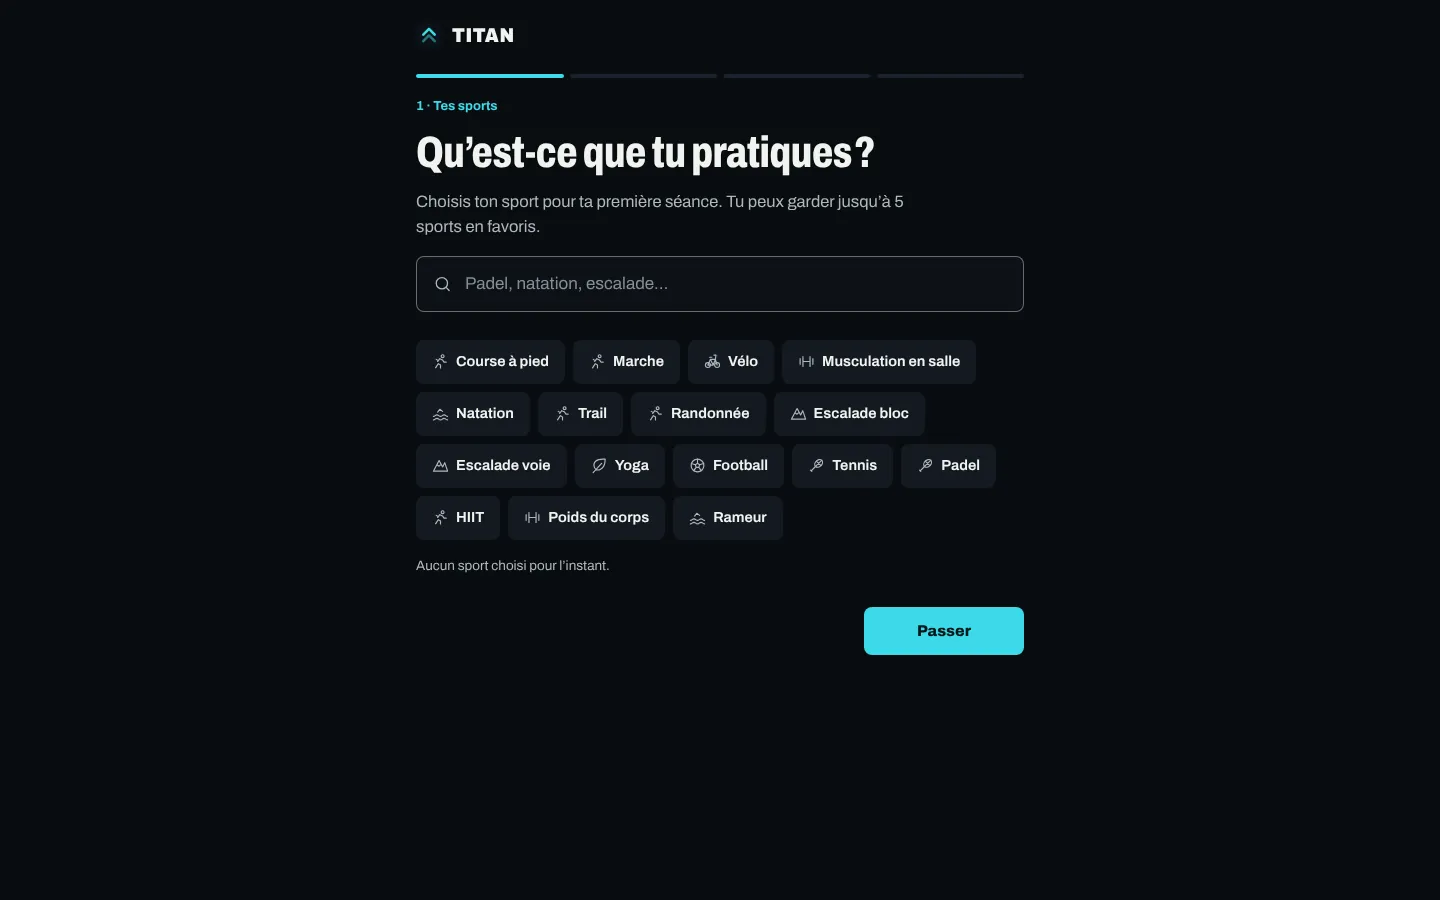 TITAN
1 · Tes sports
Qu’est-ce que tu pratiques ?
Choisis ton sport pour ta première séance. Tu peux garder jusqu’à 5
sports en favoris.
Padel, natation, escalade…
Course à pied
Marche
Vélo
Musculation en salle
Natation
Trail
Randonnée
Escalade bloc
Escalade voie
Yoga
Football
Tennis
Padel
HIIT
Poids du corps
Rameur
Aucun sport choisi pour l’instant.
Passer